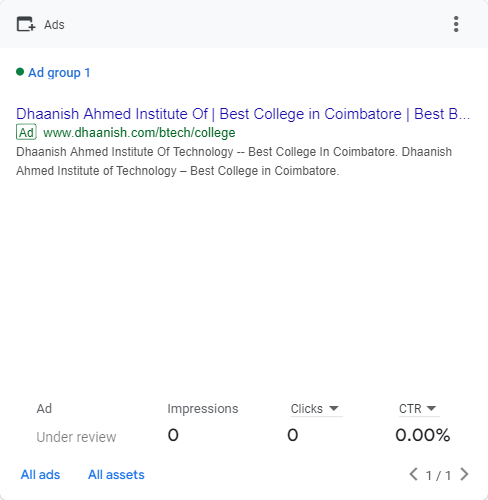 Ads
Ad group 1
Dhaanish Ahmed Institute Of | Best College in Coimbatore | Best B...
Ad www.dhaanish.com/btech/college
Dhaanish Ahmed Institute Of Technology -- Best College In Coimbatore. Dhaanish
Ahmed Institute of Technology – Best College in Coimbatore.
Ad Impressions Clicks CTR
Under review 0 0 0.00%
All ads All assets 1 / 1